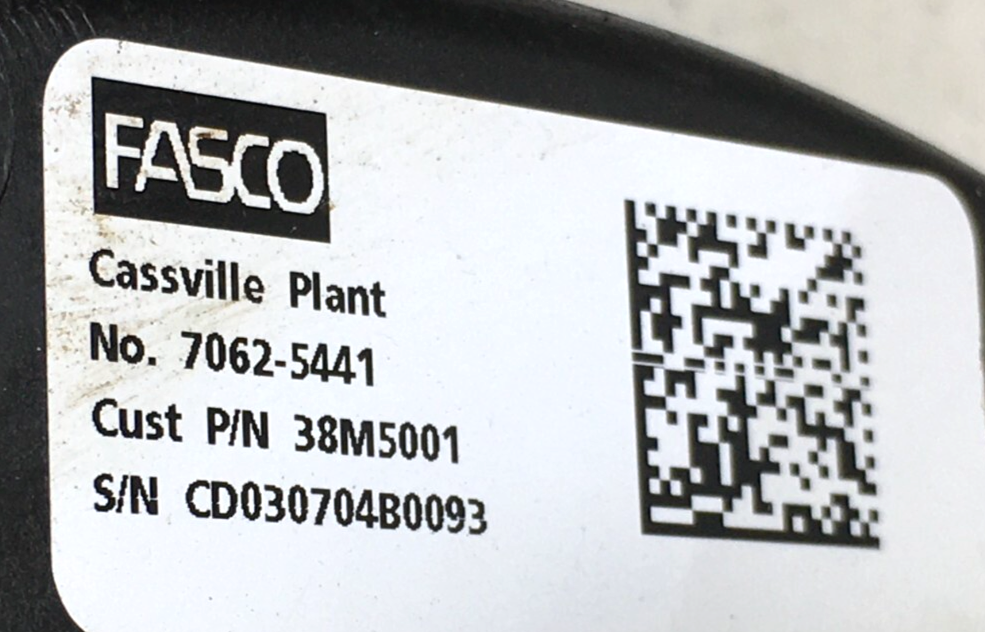 FASCO
Cassville Plant
No. 7062-5441
Cust P/N 38M5001
S/N CD030704B0093